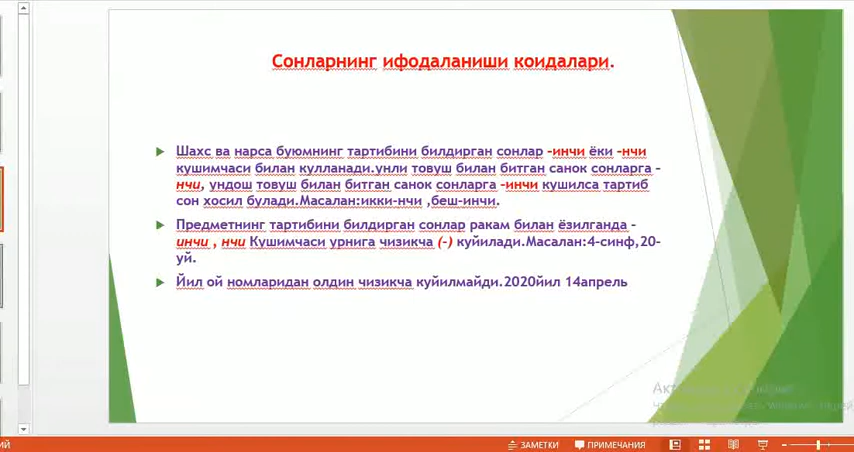 Сонларнинг ифодаланиши коидалари.
Шахс ва нарса буюмнинг тартибини билдирган сонлар -инчи ёки -нчи
кушимчаси билан кулланади.унли товуш билан битган санок сонларга -
нчи, ундош товуш билан битган санок сонларга -инчи кушилса тартиб
сон хосил булади.Масалан:икки-нчи ,беш-инчи.
Предметнинг тартибини билдирган сонлар ракам билан ёзилганда -
инчи , нчи Кушимчаси урнига чизикча (-) куйилади.Масалан:4-синф,20-
уй.
Йил ой номларидан олдин чизикча куйилмайди.2020йил 14апрель
ЗАМЕТКИ
ПРИМЕЧАНИЯ